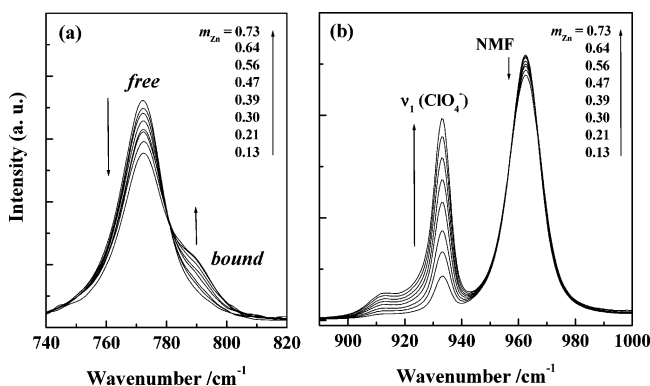 (a)
m_Zn = 0.73
0.64
0.56
0.47
0.39
0.30
0.21
0.13
free
bound
Intensity (a. u.)
740 760 780 800 820
Wavenumber /cm⁻¹
(b)
NMF
m_Zn = 0.73
0.64
0.56
0.47
0.39
0.30
0.21
0.13
ν₁ (ClO₄⁻)
900 920 940 960 980 1000
Wavenumber /cm⁻¹